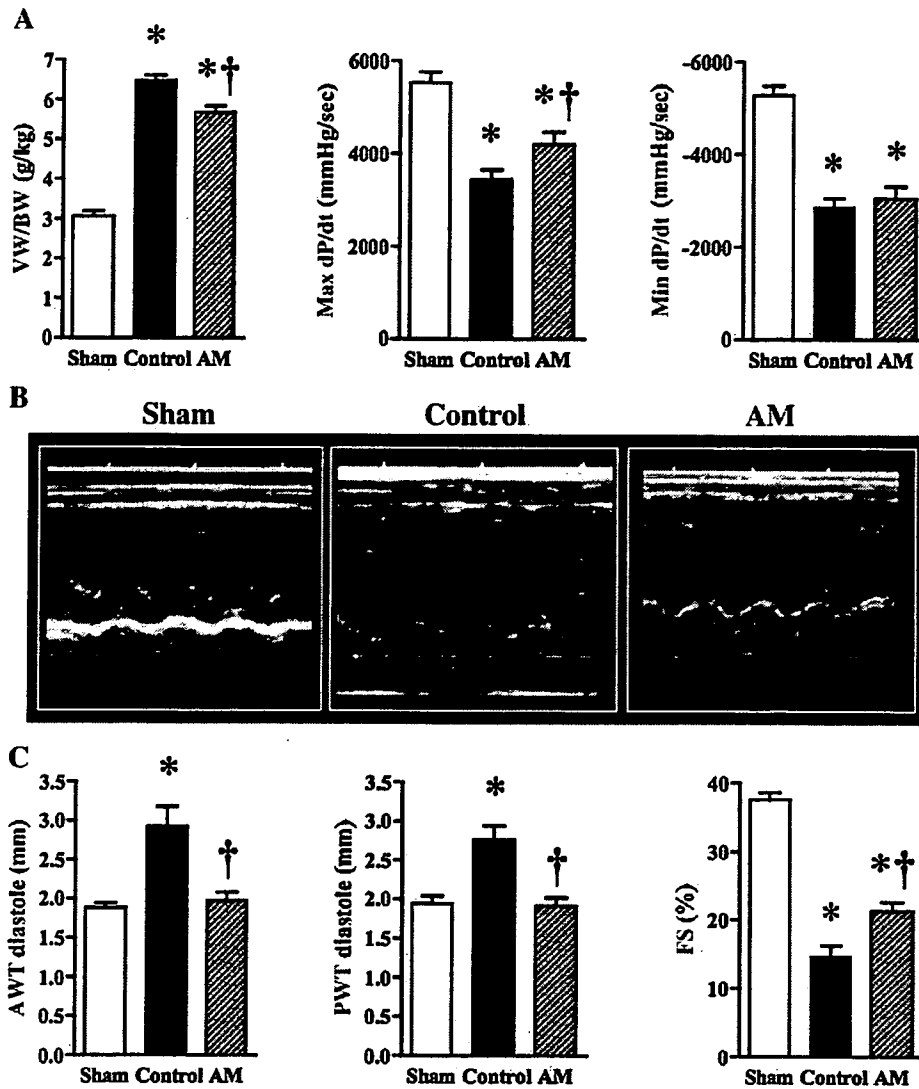 A
VW/BW (g/kg)
7
6
5
4
3
2
1
0
*
*†
Sham Control AM
Max dP/dt (mmHg/sec)
6000
4000
2000
0
*
*†
Sham Control AM
Min dP/dt (mmHg/sec)
-6000
-4000
-2000
0
*
*
Sham Control AM
B
Sham
Control
AM
C
AWT diastole (mm)
3.5
3.0
2.5
2.0
1.5
1.0
0.5
0.0
*
†
Sham Control AM
PWT diastole (mm)
3.5
3.0
2.5
2.0
1.5
1.0
0.5
0.0
*
†
Sham Control AM
FS (%)
40
30
20
10
0
*
*†
Sham Control AM